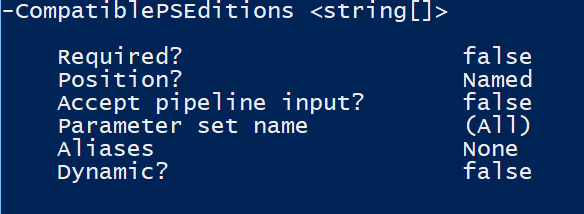 -CompatiblePSEditions <string[]>
Required? false
Position? Named
Accept pipeline input? false
Parameter set name (All)
Aliases None
Dynamic? false